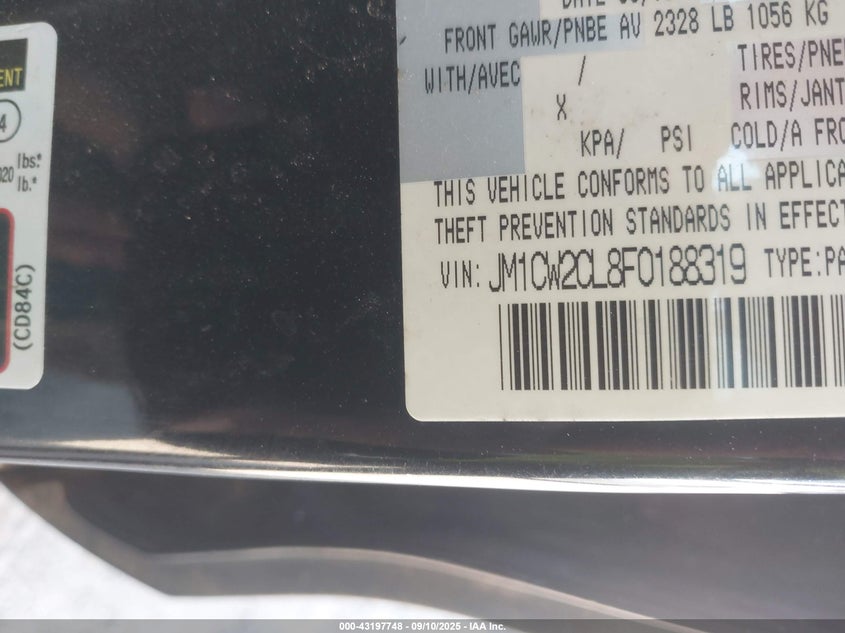 FRONT GAWR/PNBE AV 2328 LB 1056 KG
WITH/AVEC /
TIRES/PNE
X
RIMS/JANT
KPA/ PSI COLD/A FRO
THIS VEHICLE CONFORMS TO ALL APPLICA
THEFT PREVENTION STANDARDS IN EFFECT
VIN: JM1CW2CL8F0188319 TYPE:PA
ENT
4
lbs.*
lb.*
(CD84C)
000-43197748 - 09/10/2025 - IAA Inc.